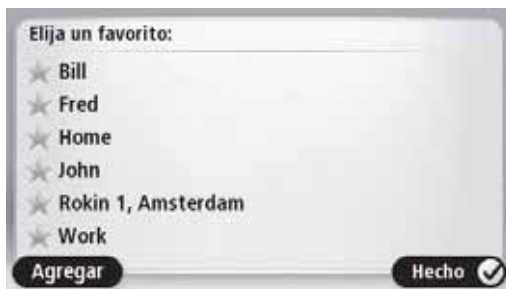 Elija un favorito:
Bill
Fred
Home
John
Rokin 1, Amsterdam
Work
Agregar
Hecho